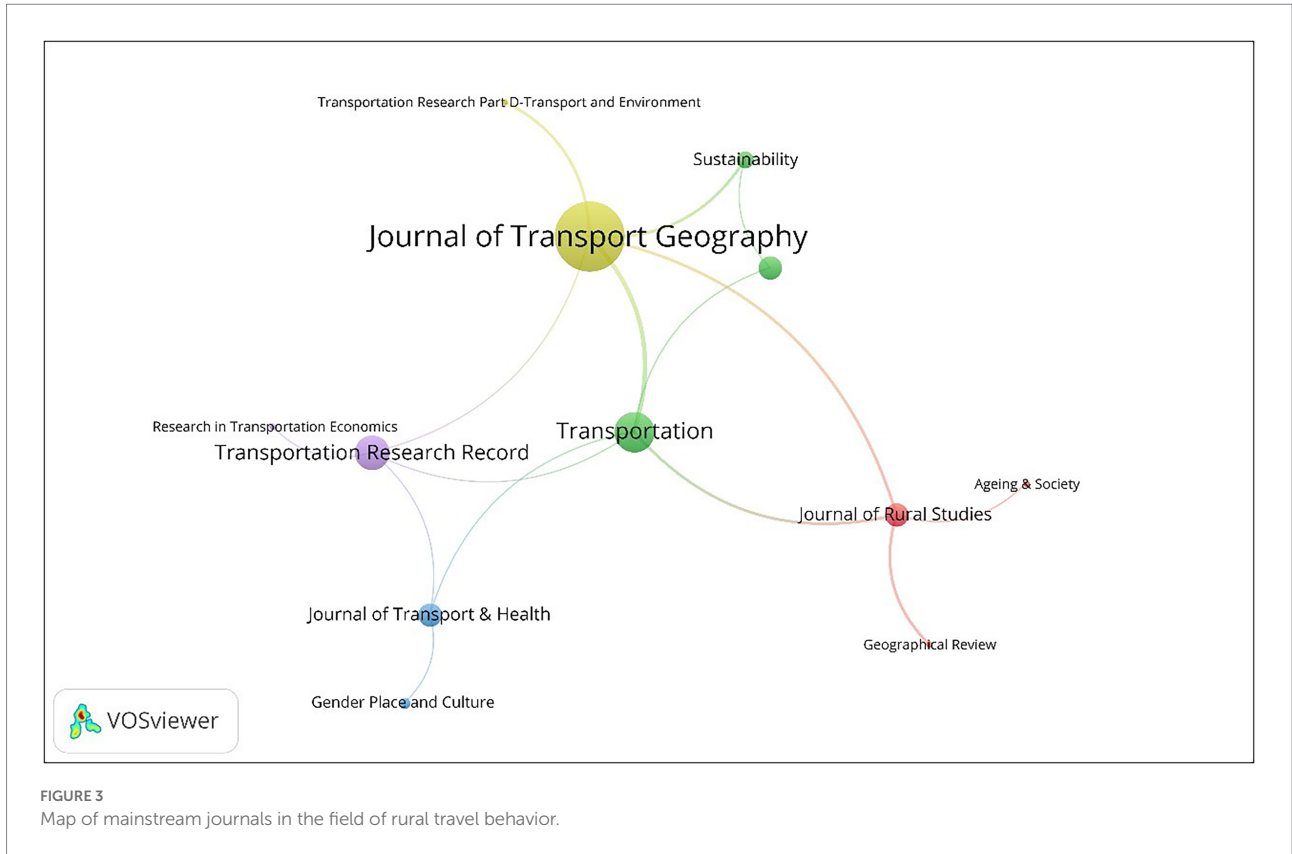 Transportation Research Part D-Transport and Environment
Sustainability
Journal of Transport Geography
Research in Transportation Economics
Transportation Research Record
Transportation
Ageing & Society
Journal of Rural Studies
Journal of Transport & Health
Geographical Review
Gender Place and Culture
VOSviewer
FIGURE 3
Map of mainstream journals in the field of rural travel behavior.